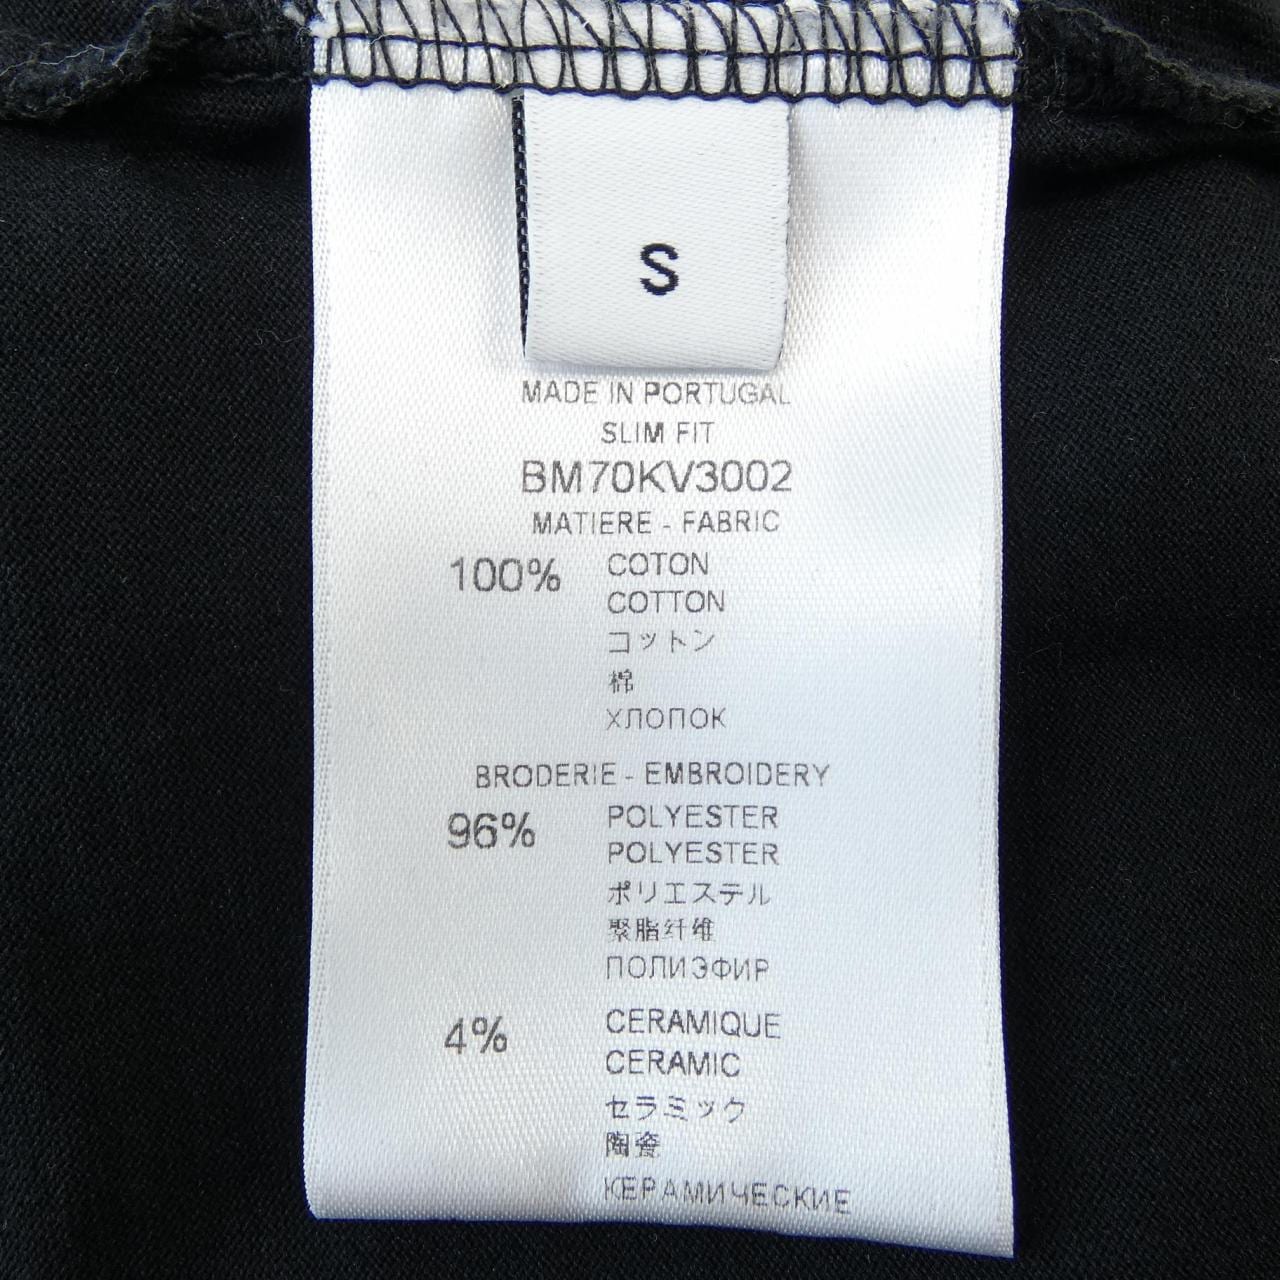 S
MADE IN PORTUGAL
SLIM FIT
BM70KV3002
MATIERE - FABRIC
100% COTON
COTTON
コットン
棉
ХЛОПОК
BRODERIE - EMBROIDERY
96% POLYESTER
POLYESTER
ポリエステル
聚脂纤维
ПОЛИЭФИР
4% CERAMIQUE
CERAMIC
セラミック
陶瓷
КЕРАМИЧЕСКИЕ